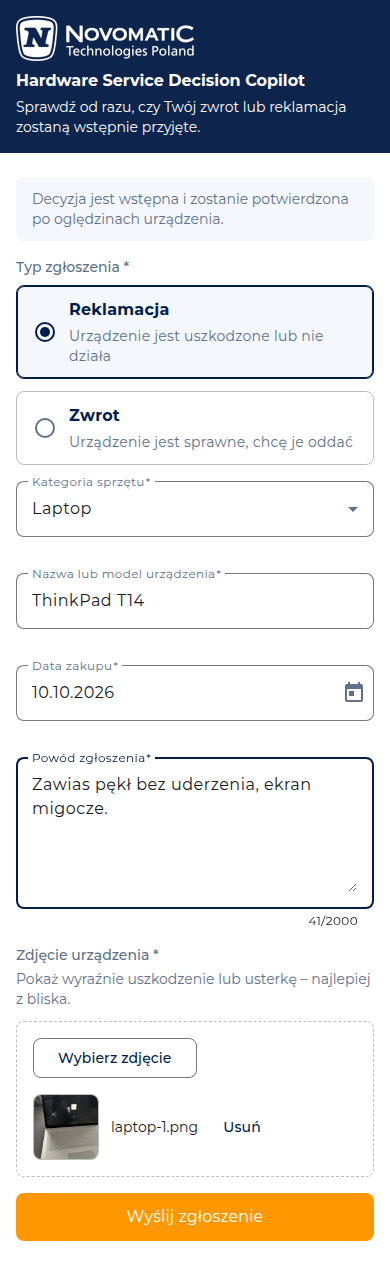 NOVOMATIC
Technologies Poland
Hardware Service Decision Copilot
Sprawdź od razu, czy Twój zwrot lub reklamacja
zostaną wstępnie przyjęte.
Decyzja jest wstępna i zostanie potwierdzona
po oględzinach urządzenia.
Typ zgłoszenia *
Reklamacja
Urządzenie jest uszkodzone lub nie
działa
Zwrot
Urządzenie jest sprawne, chcę je oddać
Kategoria sprzętu*
Laptop
Nazwa lub model urządzenia*
ThinkPad T14
Data zakupu*
10.10.2026
Powód zgłoszenia*
Zawias pękł bez uderzenia, ekran
migocze.
41/2000
Zdjęcie urządzenia *
Pokaż wyraźnie uszkodzenie lub usterkę – najlepiej
z bliska.
Wybierz zdjęcie
laptop-1.png Usuń
Wyślij zgłoszenie